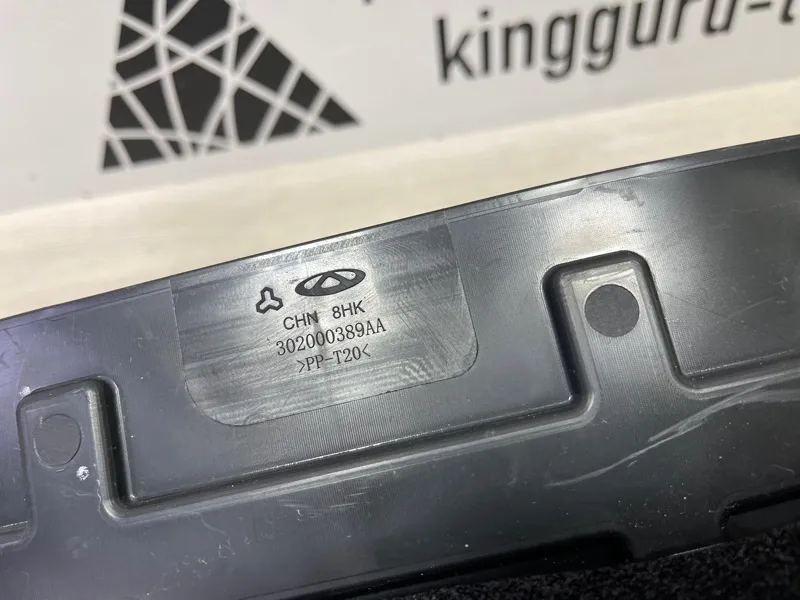 kingguru-
CHN 8HK
302000389AA
>PP-T20<